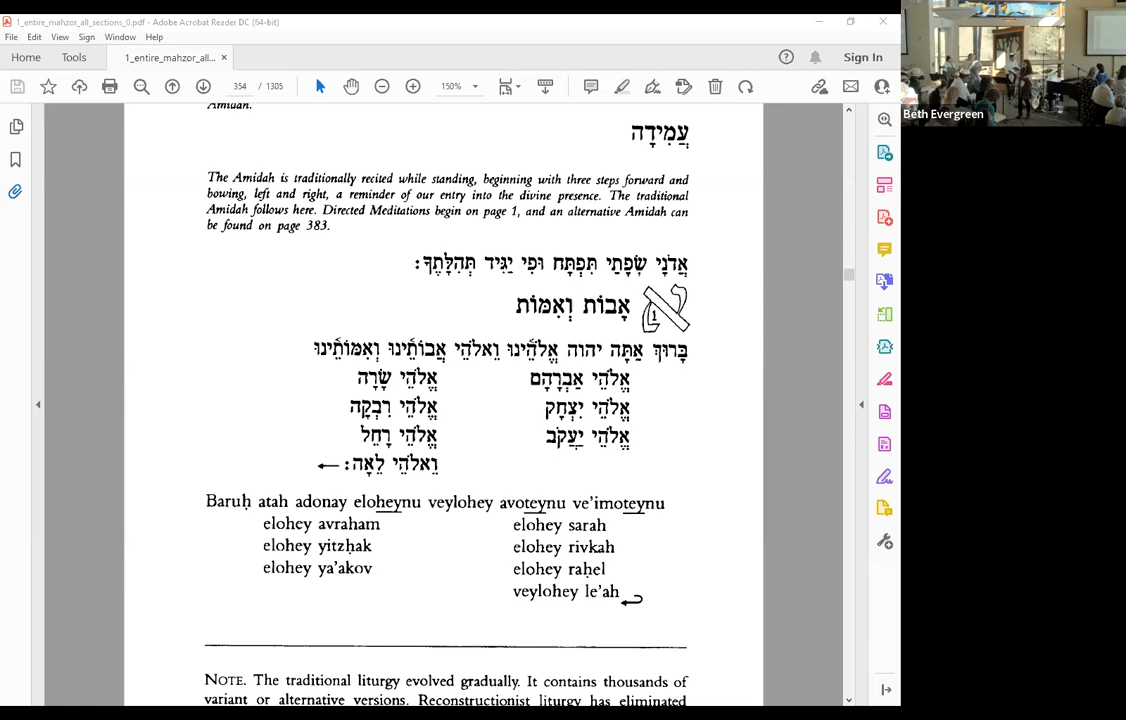 1_entire_mahzor_all_sections_0.pdf - Adobe Acrobat Reader DC (64-bit)
File Edit View Sign Window Help
Home Tools 1_entire_mahzor_all... × Sign In
354 / 1305 150%
Beth Evergreen
Amidah.
עֲמִידָה
The Amidah is traditionally recited while standing, beginning with three steps forward and
bowing, left and right, a reminder of our entry into the divine presence. The traditional
Amidah follows here. Directed Meditations begin on page 1, and an alternative Amidah can
be found on page 383.
אֲדֹנָי שְׂפָתַי תִּפְתָּח וּפִי יַגִּיד תְּהִלָּתֶךָ׃
א 1 אָבוֹת וְאִמּוֹת
בָּרוּךְ אַתָּה יהוה אֱלֹהֵינוּ וֵאלֹהֵי אֲבוֹתֵינוּ וְאִמּוֹתֵינוּ
אֱלֹהֵי אַבְרָהָם אֱלֹהֵי שָׂרָה
אֱלֹהֵי יִצְחָק אֱלֹהֵי רִבְקָה
אֱלֹהֵי יַעֲקֹב אֱלֹהֵי רָחֵל
וֵאלֹהֵי לֵאָה׃ ←
Baruḥ atah adonay eloheynu veylohey avoteynu ve'imoteynu
elohey avraham elohey sarah
elohey yitzḥak elohey rivkah
elohey ya'akov elohey raḥel
veylohey le'ah
NOTE. The traditional liturgy evolved gradually. It contains thousands of
variant or alternative versions. Reconstructionist liturgy has eliminated